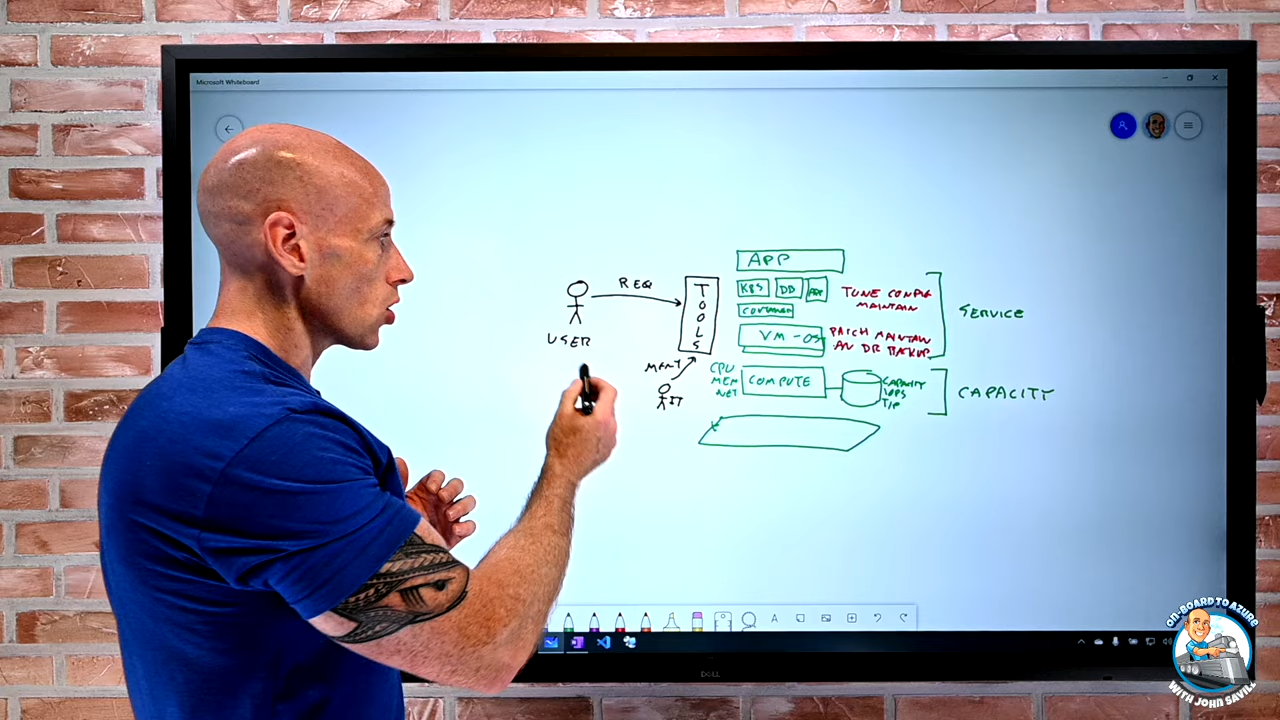 Microsoft Whiteboard
APP
REQ
TOOLS
K8S
DB
APP
TUNE CONFIG
MAINTAIN
SERVICE
CONTAINER
USER
VM-OS
PATCH MAINTAIN
AV DR BACKUP
MGMT
IT
CPU
MEM
NET
COMPUTE
CAPACITY
IOPS
T/P
CAPACITY
A
DELL
ON-BOARD TO AZURE
WITH JOHN SAVILL